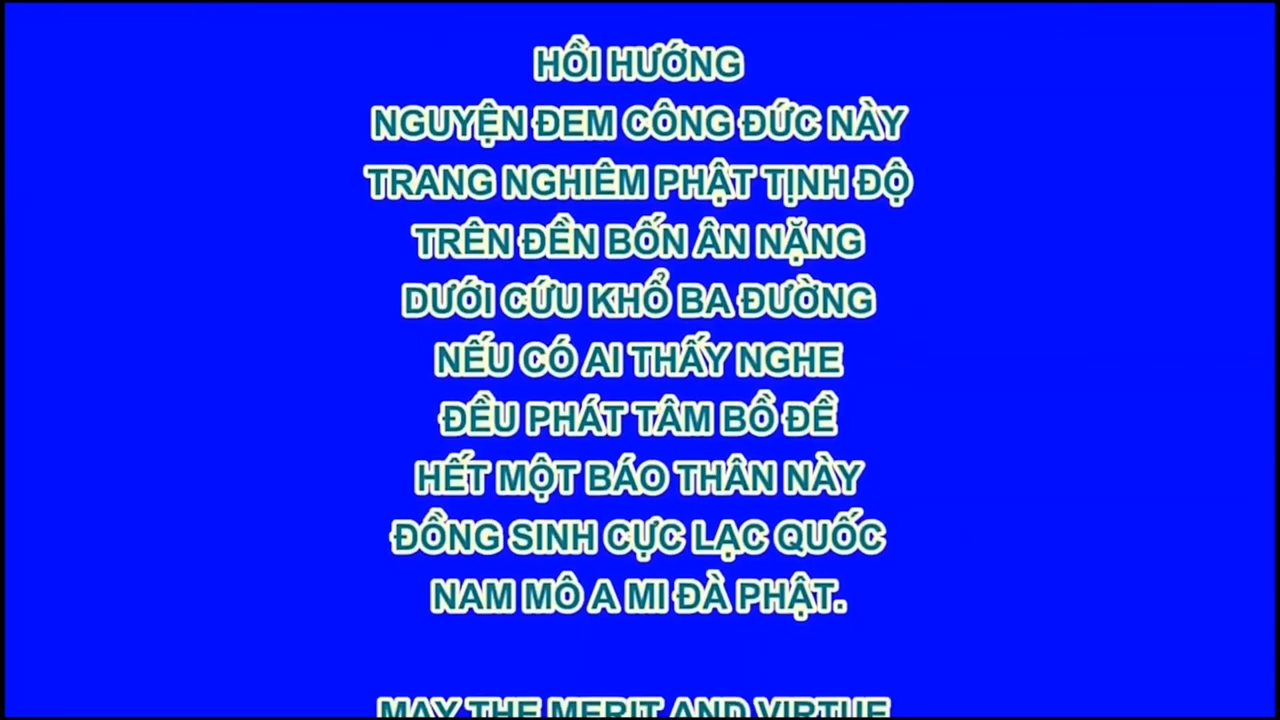 HỒI HƯỚNG
NGUYỆN ĐEM CÔNG ĐỨC NÀY
TRANG NGHIÊM PHẬT TỊNH ĐỘ
TRÊN ĐỀN BỐN ÂN NẶNG
DƯỚI CỨU KHỔ BA ĐƯỜNG
NẾU CÓ AI THẤY NGHE
ĐỀU PHÁT TÂM BỒ ĐỀ
HẾT MỘT BÁO THÂN NÀY
ĐỒNG SINH CỰC LẠC QUỐC
NAM MÔ A MI ĐÀ PHẬT.
MAY THE MERIT AND VIRTUE